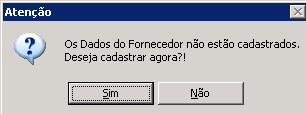 Atenção
Os Dados do Fornecedor não estão cadastrados.
Deseja cadastrar agora?!
Sim
Não